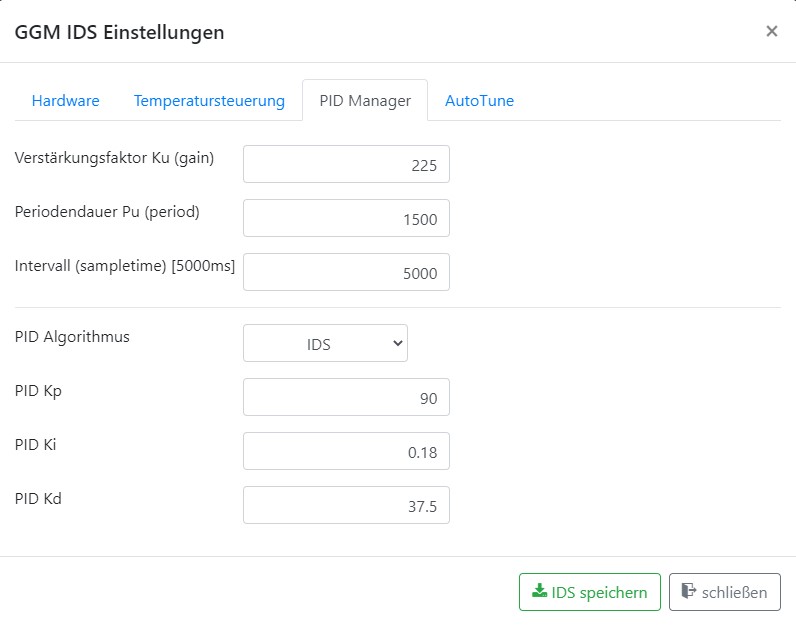 GGM IDS Einstellungen ×
Hardware Temperatursteuerung PID Manager AutoTune
Verstärkungsfaktor Ku (gain) 225
Periodendauer Pu (period) 1500
Intervall (sampletime) [5000ms] 5000
PID Algorithmus IDS
PID Kp 90
PID Ki 0.18
PID Kd 37.5
IDS speichern schließen